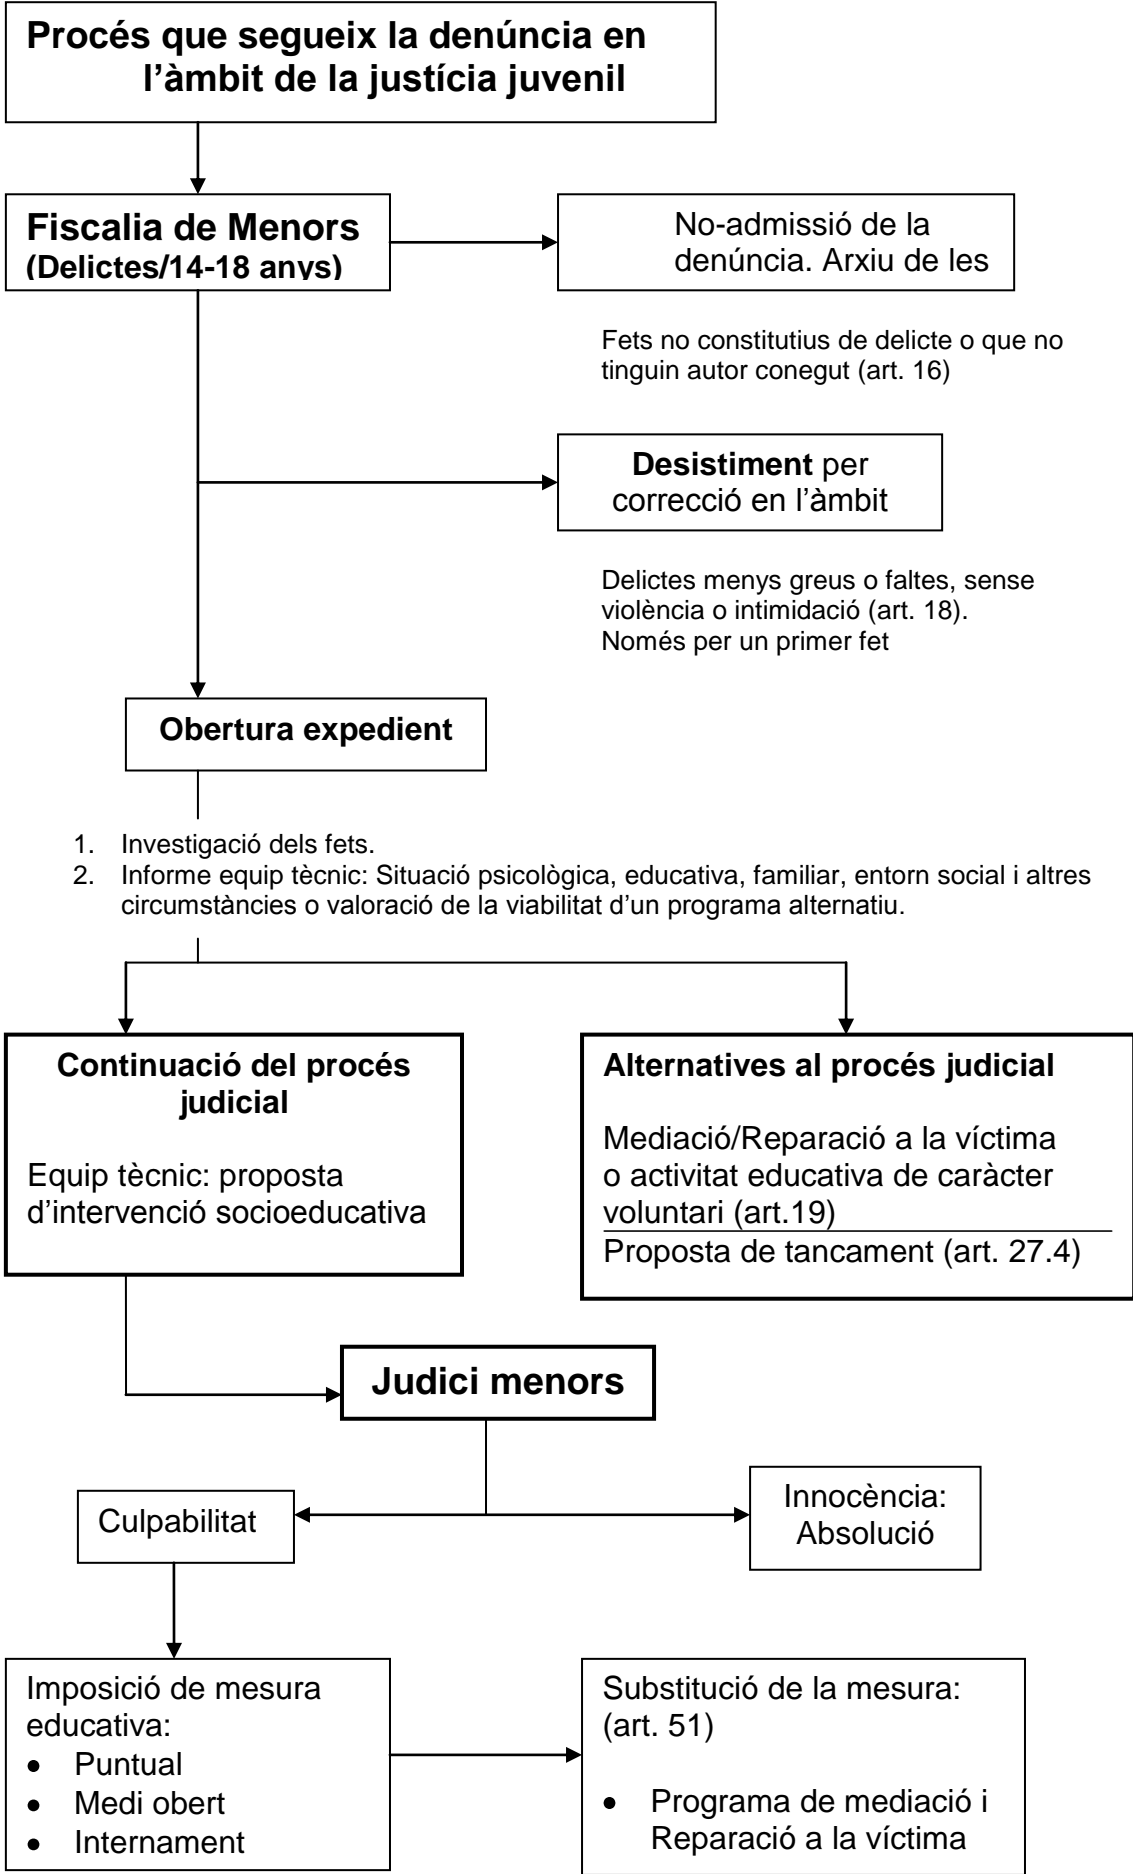 Procés que segueix la denúncia en
l’àmbit de la justícia juvenil
Fiscalia de Menors
(Delictes/14-18 anys)
No-admissió de la
denúncia. Arxiu de les
Fets no constitutius de delicte o que no
tinguin autor conegut (art. 16)
Desistiment per
correcció en l’àmbit
Delictes menys greus o faltes, sense
violència o intimidació (art. 18).
Només per un primer fet
Obertura expedient
1. Investigació dels fets.
2. Informe equip tècnic: Situació psicològica, educativa, familiar, entorn social i altres
circumstàncies o valoració de la viabilitat d’un programa alternatiu.
Continuació del procés
judicial
Equip tècnic: proposta
d’intervenció socioeducativa
Alternatives al procés judicial
Mediació/Reparació a la víctima
o activitat educativa de caràcter
voluntari (art.19)
Proposta de tancament (art. 27.4)
Judici menors
Culpabilitat
Innocència:
Absolució
Imposició de mesura
educativa:
• Puntual
• Medi obert
• Internament
Substitució de la mesura:
(art. 51)
• Programa de mediació i
Reparació a la víctima